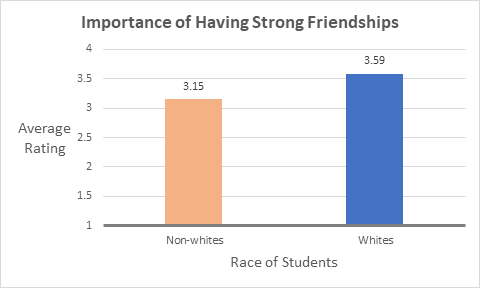 Importance of Having Strong Friendships
4
3.5
3
2.5
2
1.5
1
Average
Rating
3.15
3.59
Non-whites
Whites
Race of Students